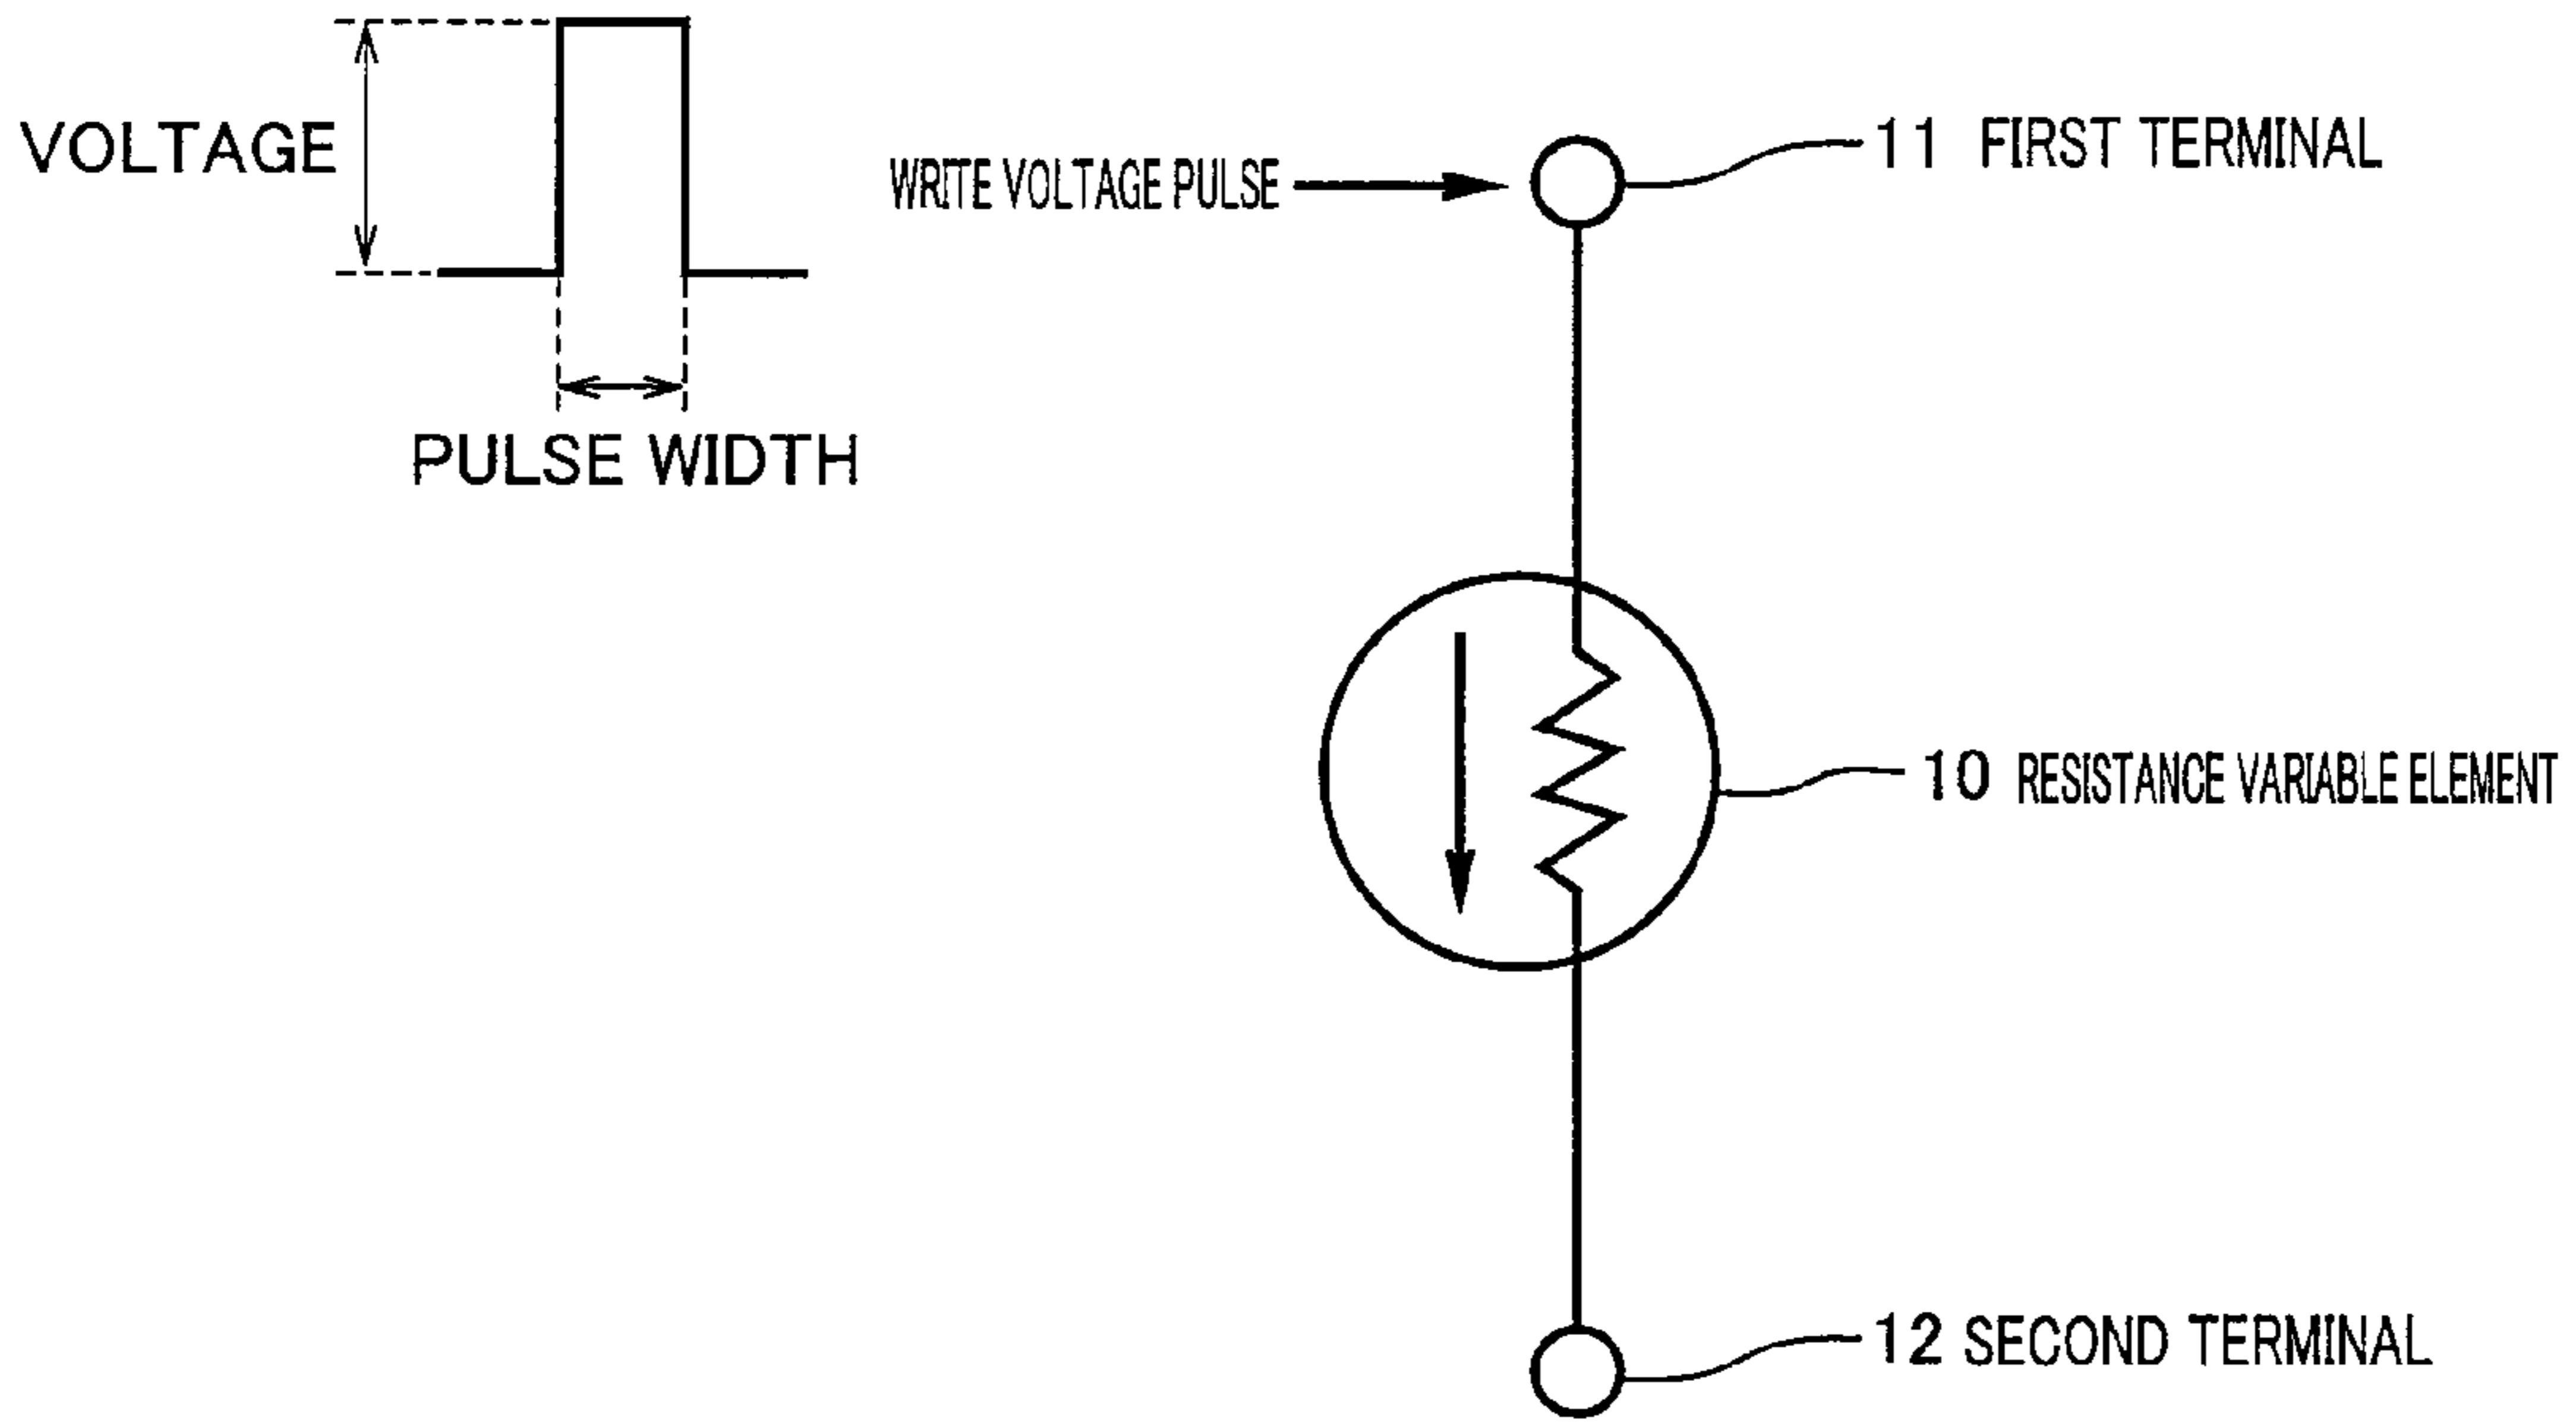 VOLTAGE
PULSE WIDTH
WRITE VOLTAGE PULSE
11 FIRST TERMINAL
10 RESISTANCE VARIABLE ELEMENT
12 SECOND TERMINAL